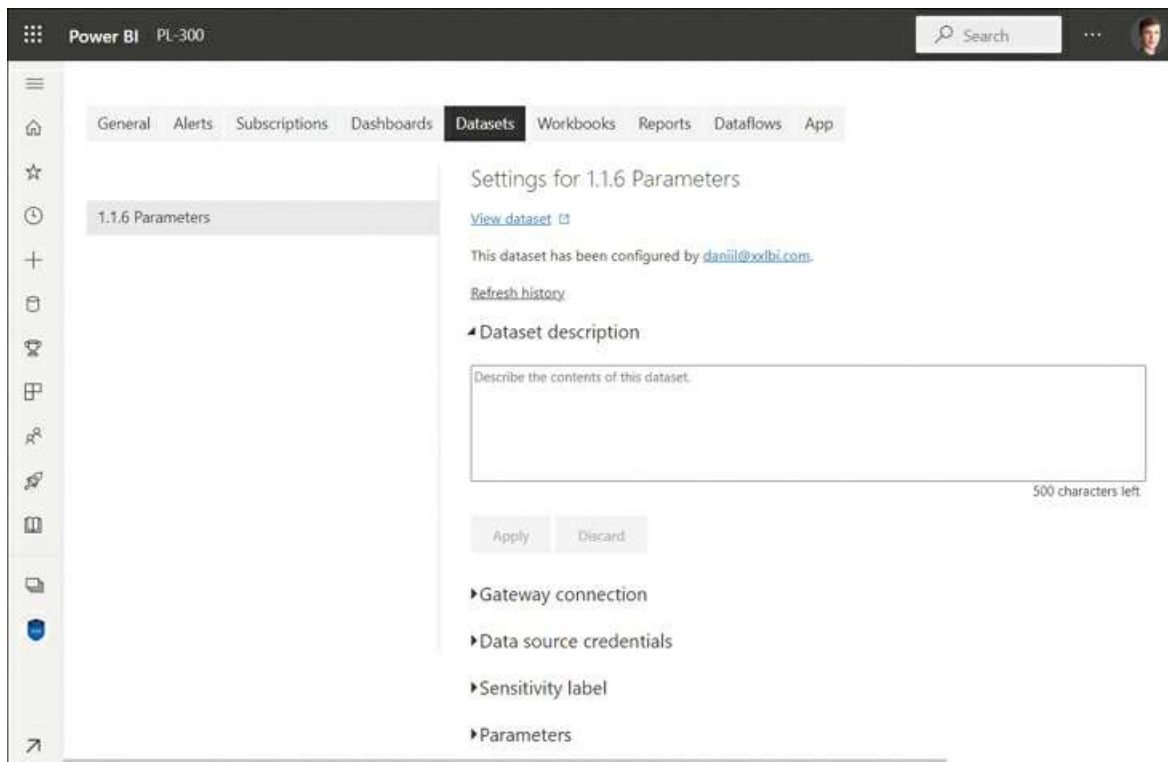 Power BI PL-300 Search
General Alerts Subscriptions Dashboards Datasets Workbooks Reports Dataflows App
1.1.6 Parameters
Settings for 1.1.6 Parameters
View dataset
This dataset has been configured by daniil@xxlbi.com.
Refresh history
Dataset description
Describe the contents of this dataset.
500 characters left
Apply Discard
Gateway connection
Data source credentials
Sensitivity label
Parameters